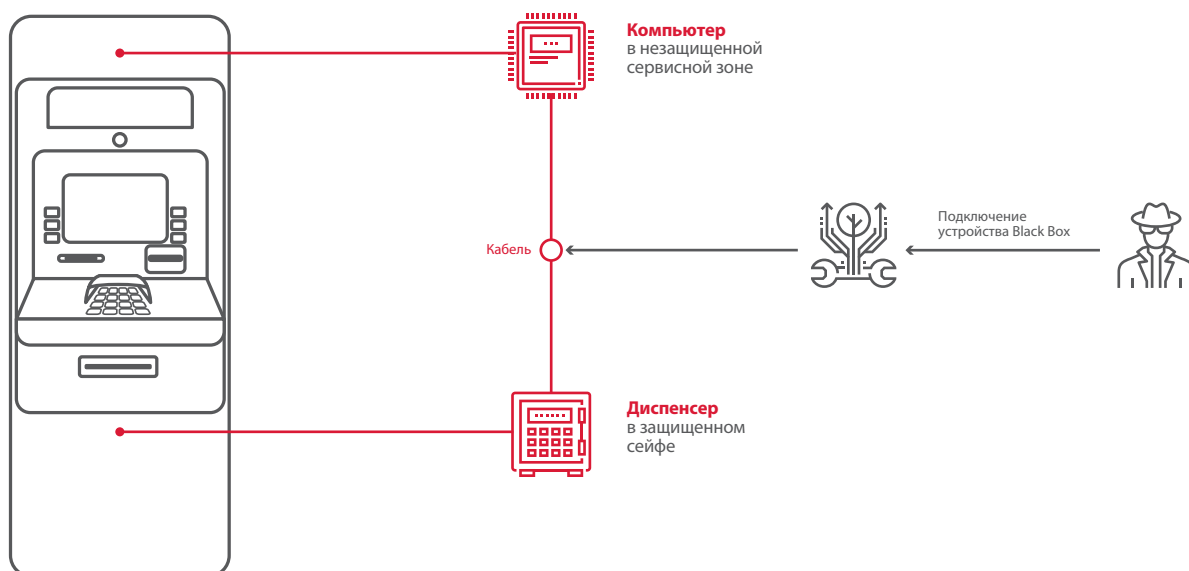 Компьютер
в незащищенной
сервисной зоне
Кабель
Подключение
устройства Black Box
Диспенсер
в защищенном
сейфе